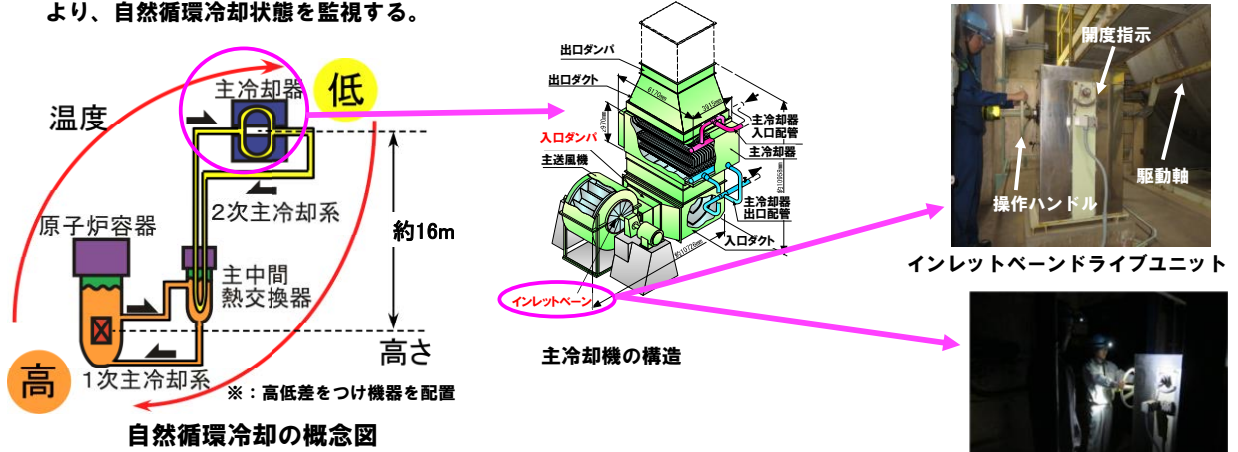 より、自然循環冷却状態を監視する。
温度
主冷却器
低
2次主冷却系
原子炉容器
約16m
主中間
熱交換器
高さ
高
1次主冷却系
※：高低差をつけ機器を配置
自然循環冷却の概念図
出口ダンパ
出口ダクト
6170mm
3915mm
2970mm
入口ダンパ
主送風機
主冷却器
入口配管
主冷却器
主冷却器
出口配管
入口ダクト
インレットベーン
主冷却機の構造
開度指示
駆動軸
操作ハンドル
インレットベーンドライブユニット